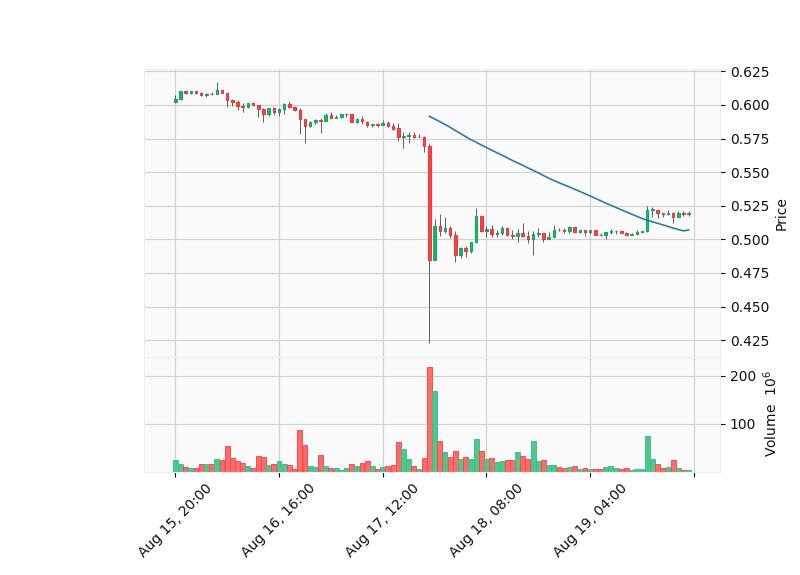 0.625
0.600
0.575
0.550
0.525
0.500
0.475
0.450
0.425
Price
200
100
Volume 10^6
Aug 15, 20:00
Aug 16, 16:00
Aug 17, 12:00
Aug 18, 08:00
Aug 19, 04:00